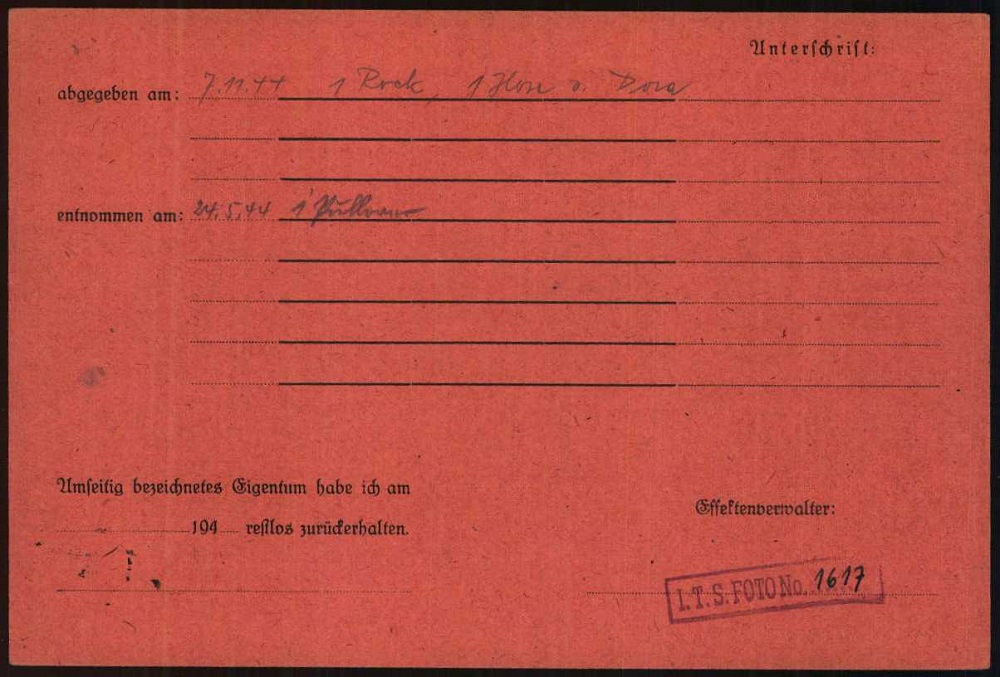 Unterschrift:
abgegeben am: 7.11.44 1 Rock, 1 Hose v. Dora
entnommen am: 24.5.44 1 Pullover
Umseitig bezeichnetes Eigentum habe ich am
194 restlos zurückerhalten.
Effektenverwalter:
I.T.S. FOTO No. 1617